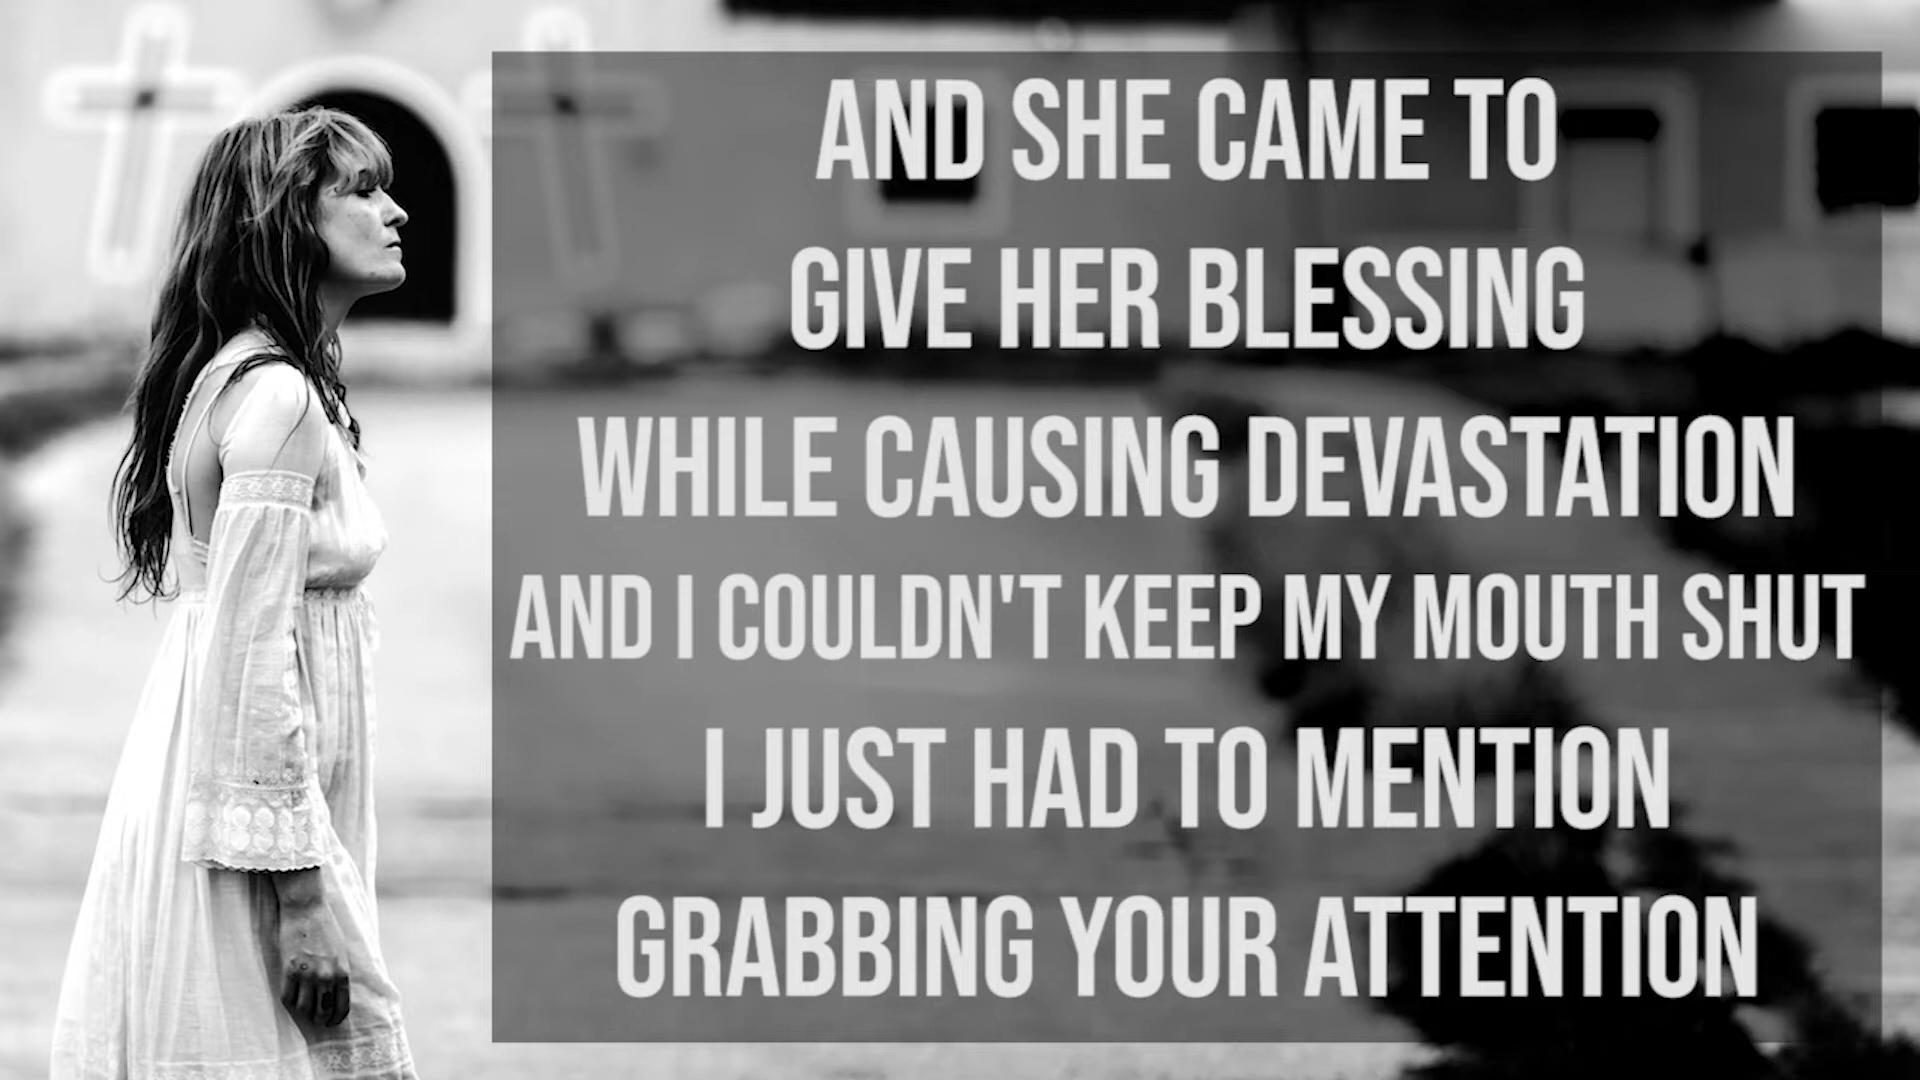 AND SHE CAME TO
GIVE HER BLESSING
WHILE CAUSING DEVASTATION
AND I COULDN'T KEEP MY MOUTH SHUT
I JUST HAD TO MENTION
GRABBING YOUR ATTENTION